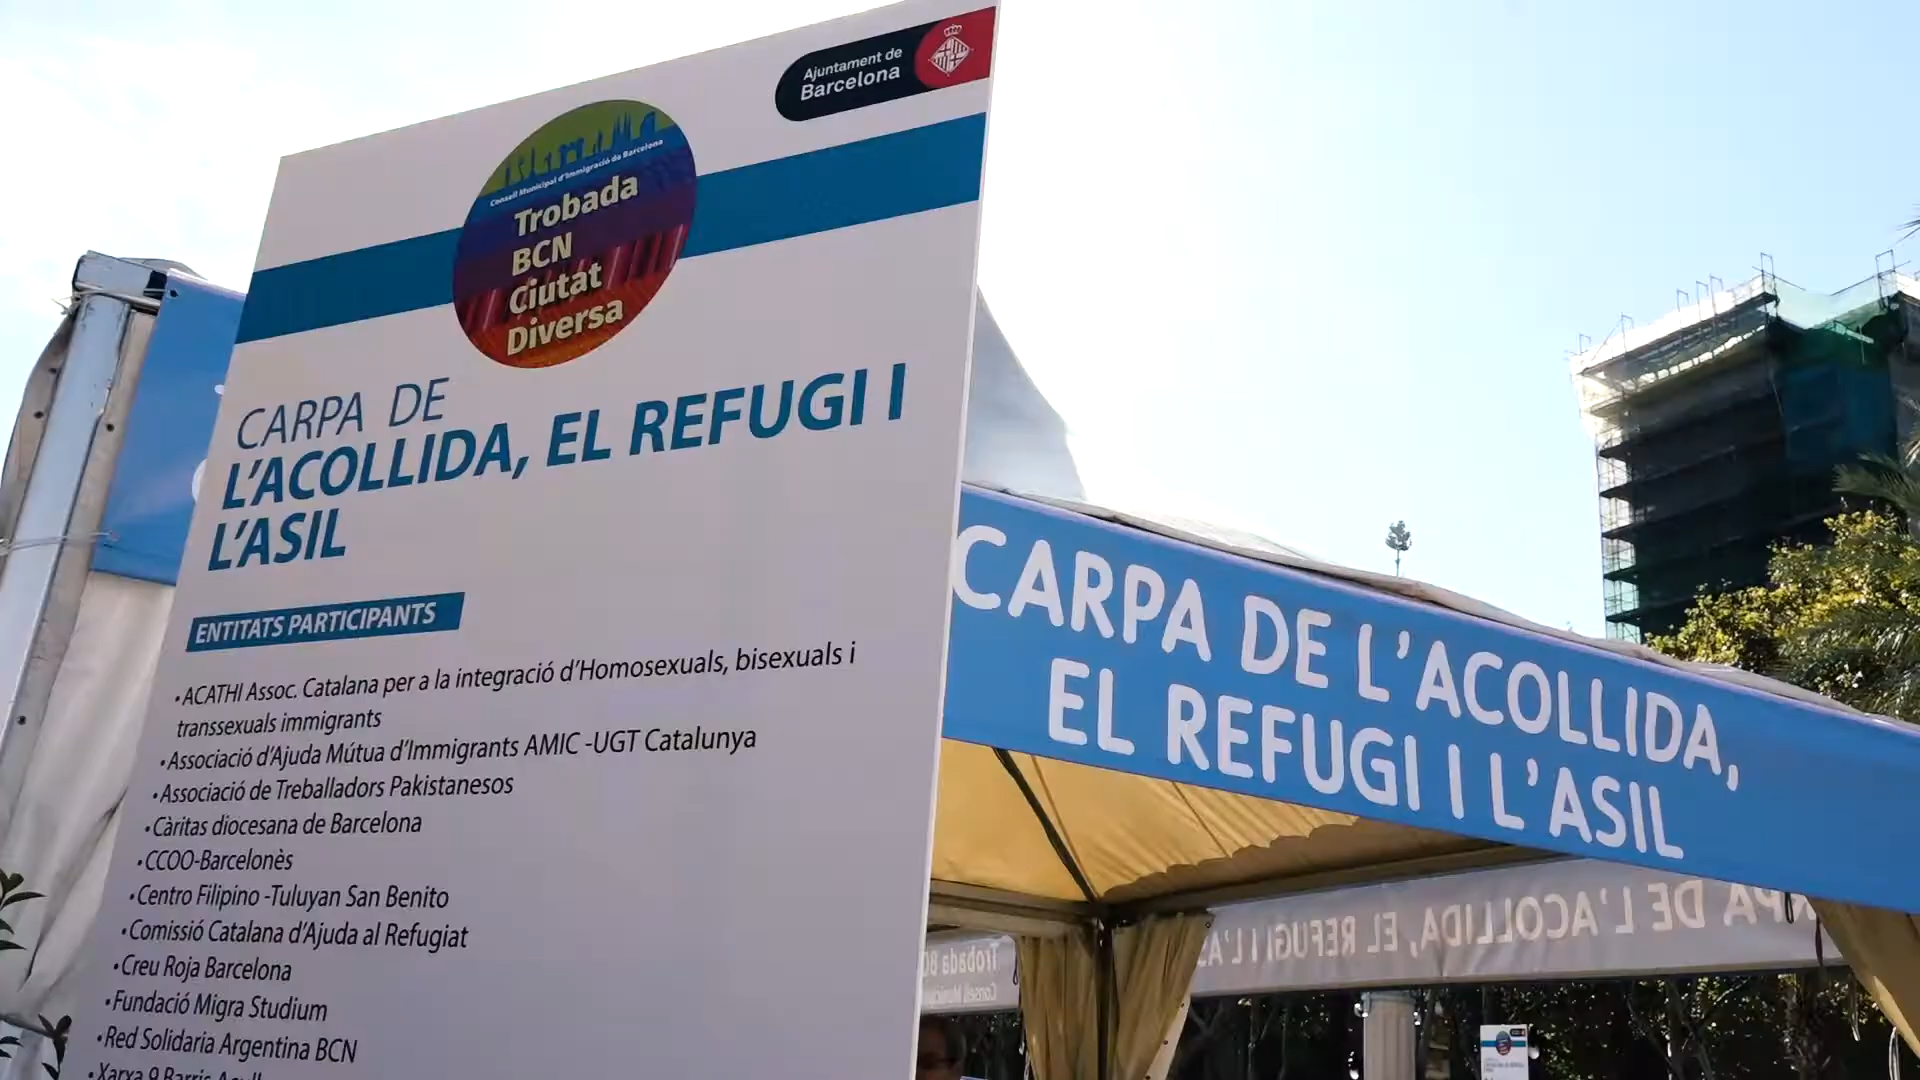 Ajuntament de
Barcelona
Consell Municipal d'Immigració de Barcelona
Trobada
BCN
Ciutat
Diversa
CARPA DE
L'ACOLLIDA, EL REFUGI I
L'ASIL
ENTITATS PARTICIPANTS
•ACATHI Assoc. Catalana per a la integració d'Homosexuals, bisexuals i
transsexuals immigrants
•Associació d'Ajuda Mútua d'Immigrants AMIC -UGT Catalunya
•Associació de Treballadors Pakistanesos
•Càritas diocesana de Barcelona
•CCOO-Barcelonès
•Centro Filipino -Tuluyan San Benito
•Comissió Catalana d'Ajuda al Refugiat
•Creu Roja Barcelona
•Fundació Migra Studium
•Red Solidaria Argentina BCN
•Xarxa 9 Barris
CARPA DE L'ACOLLIDA,
EL REFUGI I L'ASIL
DE L'ACOLLIDA, EL REFUGI I
Trobada